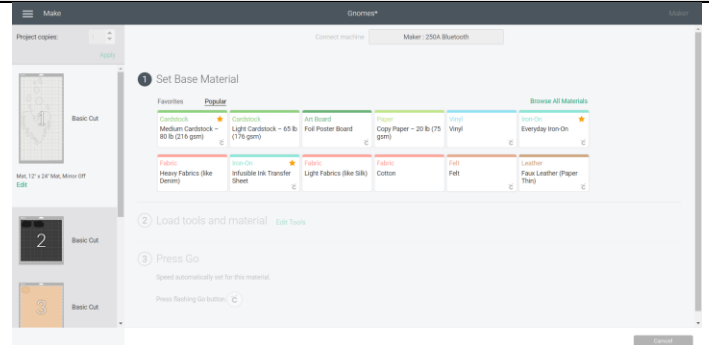 Make
Gnomes*
Maker
Project copies:
1
Apply
Connect machine
Maker : 250A Bluetooth
1
Basic Cut
Mat, 12" x 24" Mat, Mirror Off
Edit
2
Basic Cut
3
Basic Cut
1 Set Base Material
Favorites Popular
Browse All Materials
Cardstock
Medium Cardstock –
80 lb (216 gsm)
Cardstock
Light Cardstock – 65 lb
(176 gsm)
Art Board
Foil Poster Board
Paper
Copy Paper – 20 lb (75
gsm)
Vinyl
Vinyl
Iron-On
Everyday Iron-On
Fabric
Heavy Fabrics (like
Denim)
Iron-On
Infusible Ink Transfer
Sheet
Fabric
Light Fabrics (like Silk)
Fabric
Cotton
Felt
Felt
Leather
Faux Leather (Paper
Thin)
2 Load tools and material Edit Tools
3 Press Go
Speed automatically set for this material
Press flashing Go button
Cancel